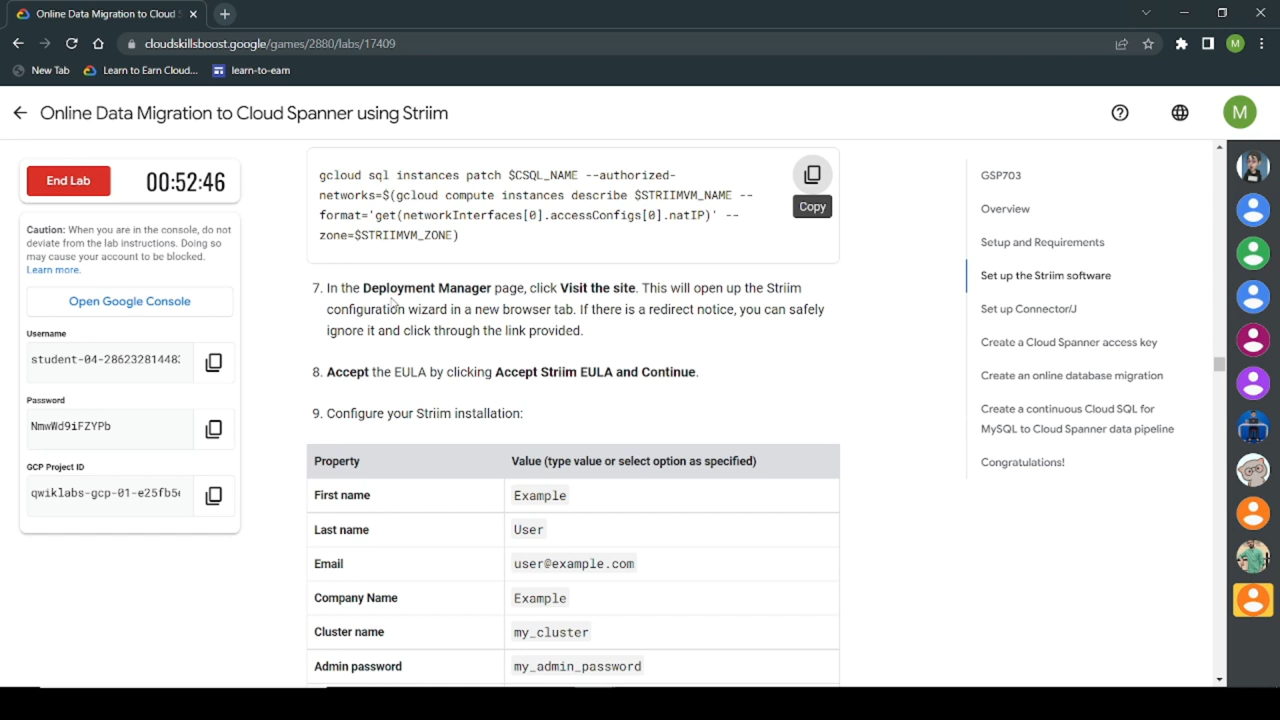 Online Data Migration to Cloud S
cloudskillsboost.google/games/2880/labs/17409
M
New Tab
Learn to Earn Cloud...
learn-to-earn
Online Data Migration to Cloud Spanner using Striim
M
End Lab
00:52:46
Caution: When you are in the console, do not
deviate from the lab instructions. Doing so
may cause your account to be blocked.
Learn more.
Open Google Console
Username
student-04-286232814482
Password
NmwWd9iFZYPb
GCP Project ID
qwiklabs-gcp-01-e25fb5
gcloud sql instances patch $CSQL_NAME --authorized-
networks=$(gcloud compute instances describe $STRIIMVM_NAME --
format='get(networkInterfaces[0].accessConfigs[0].natIP)' --
zone=$STRIIMVM_ZONE)
Copy
7. In the Deployment Manager page, click Visit the site. This will open up the Striim
configuration wizard in a new browser tab. If there is a redirect notice, you can safely
ignore it and click through the link provided.
8. Accept the EULA by clicking Accept Striim EULA and Continue.
9. Configure your Striim installation:
Property Value (type value or select option as specified)
First name Example
Last name User
Email user@example.com
Company Name Example
Cluster name my_cluster
Admin password my_admin_password
GSP703
Overview
Setup and Requirements
Set up the Striim software
Set up Connector/J
Create a Cloud Spanner access key
Create an online database migration
Create a continuous Cloud SQL for
MySQL to Cloud Spanner data pipeline
Congratulations!